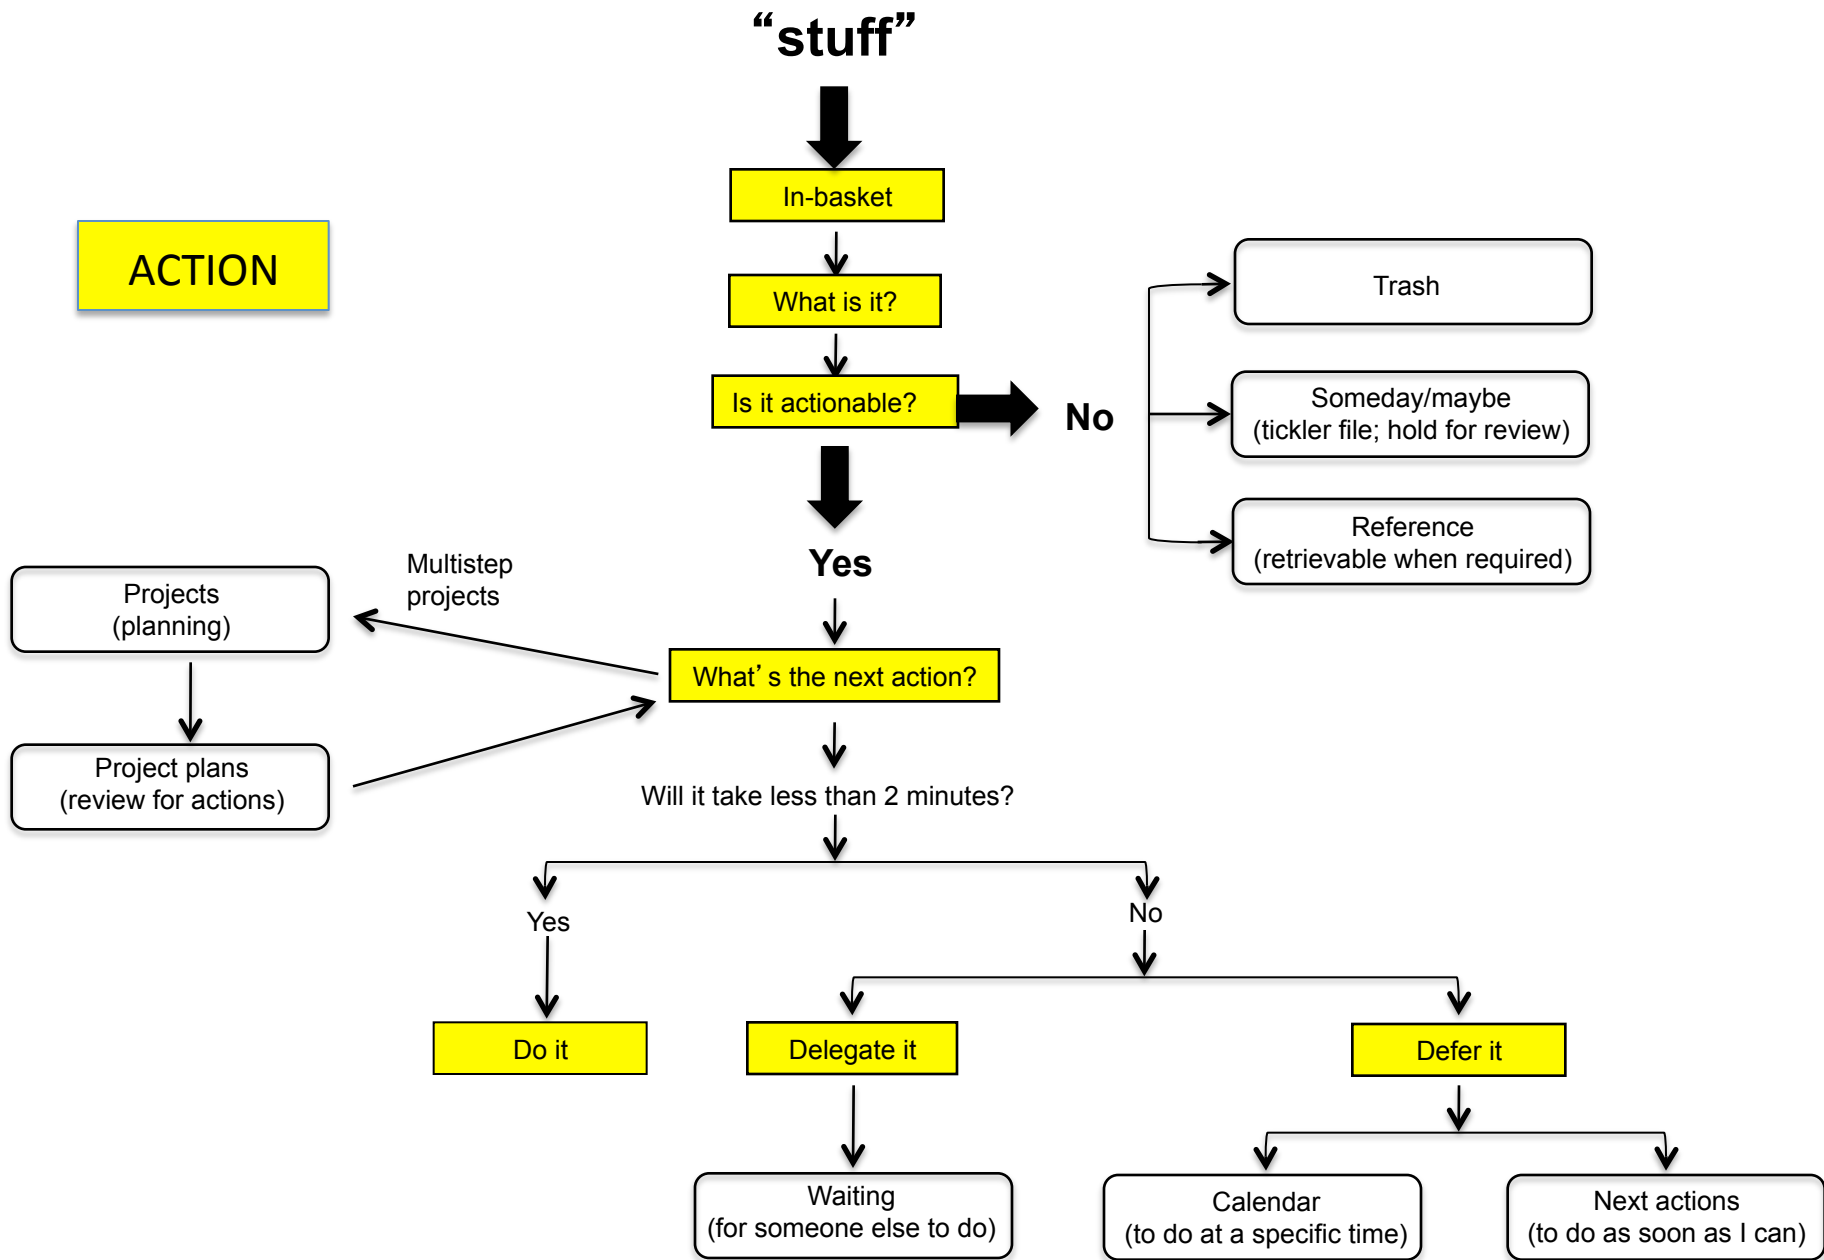 “stuff”
In-basket
ACTION
What is it?
Trash
Is it actionable?
No
Someday/maybe
(tickler file; hold for review)
Reference
(retrievable when required)
Yes
Multistep
projects
Projects
(planning)
What’s the next action?
Project plans
(review for actions)
Will it take less than 2 minutes?
Yes
No
Do it
Delegate it
Defer it
Waiting
(for someone else to do)
Calendar
(to do at a specific time)
Next actions
(to do as soon as I can)